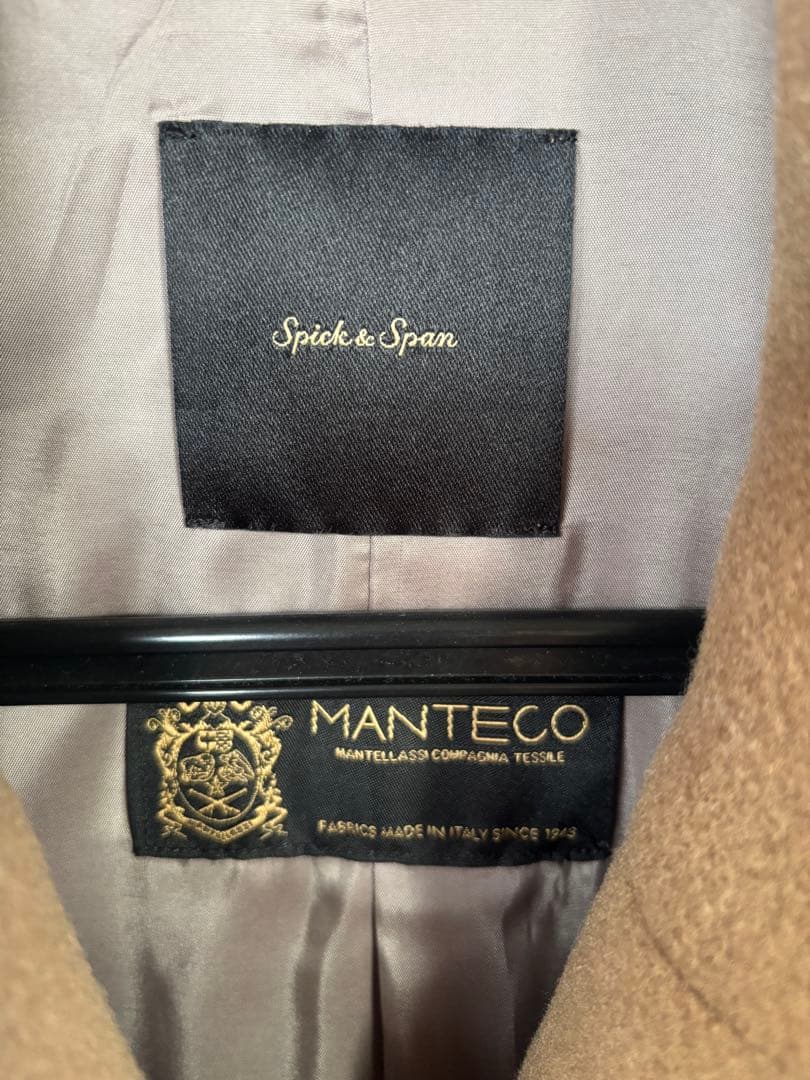 Spick & Span
MANTECO
MANTELLASSI COMPAGNIA TESSILE
FABRICS MADE IN ITALY SINCE 1943